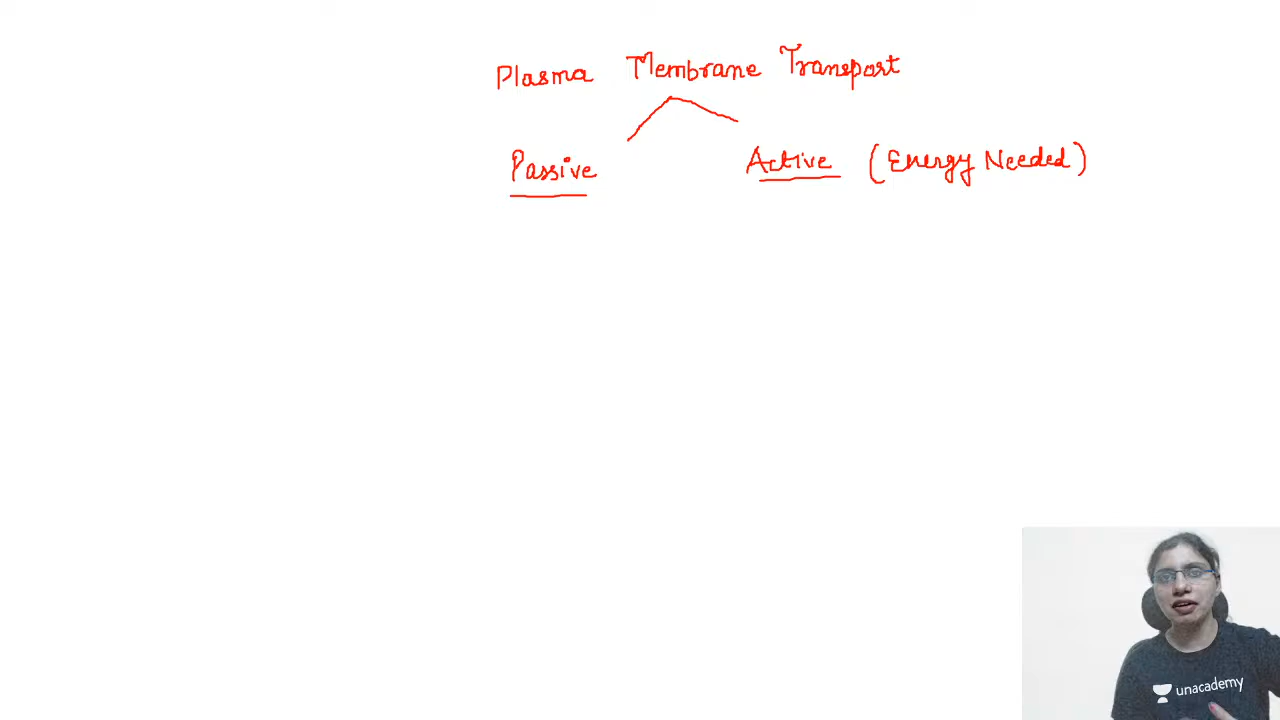 Plasma Membrane Transport
Passive Active (Energy Needed)
unacademy